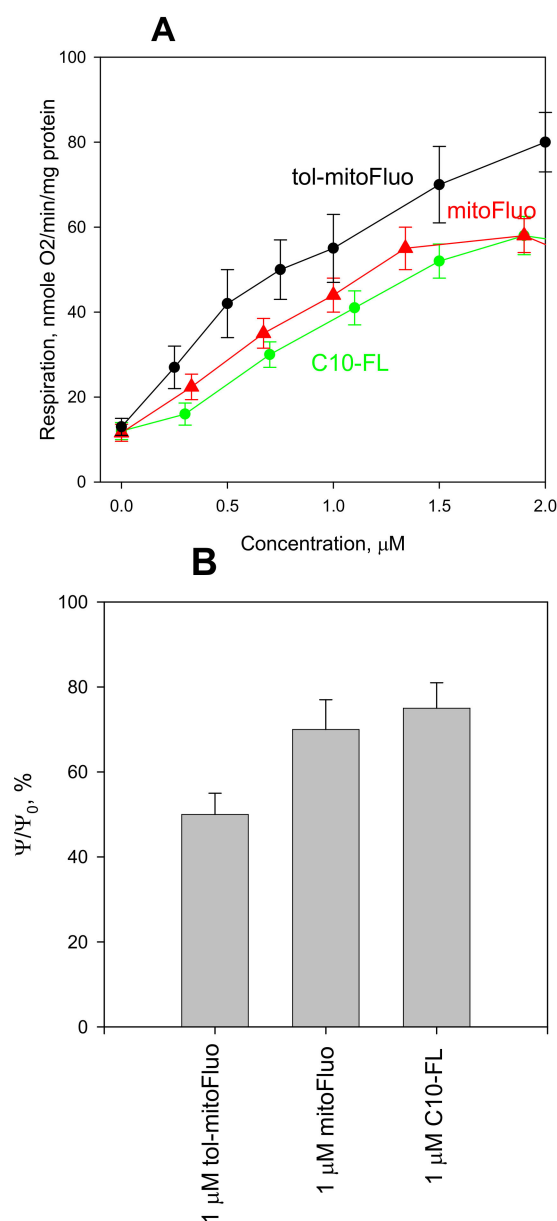 A
100
80
60
40
20
0
Respiration, nmole O2/min/mg protein
tol-mitoFluo
mitoFluo
C10-FL
0.0 0.5 1.0 1.5 2.0
Concentration, μM
B
100
80
60
40
20
0
Ψ/Ψ0, %
1 μM tol-mitoFluo
1 μM mitoFluo
1 μM C10-FL